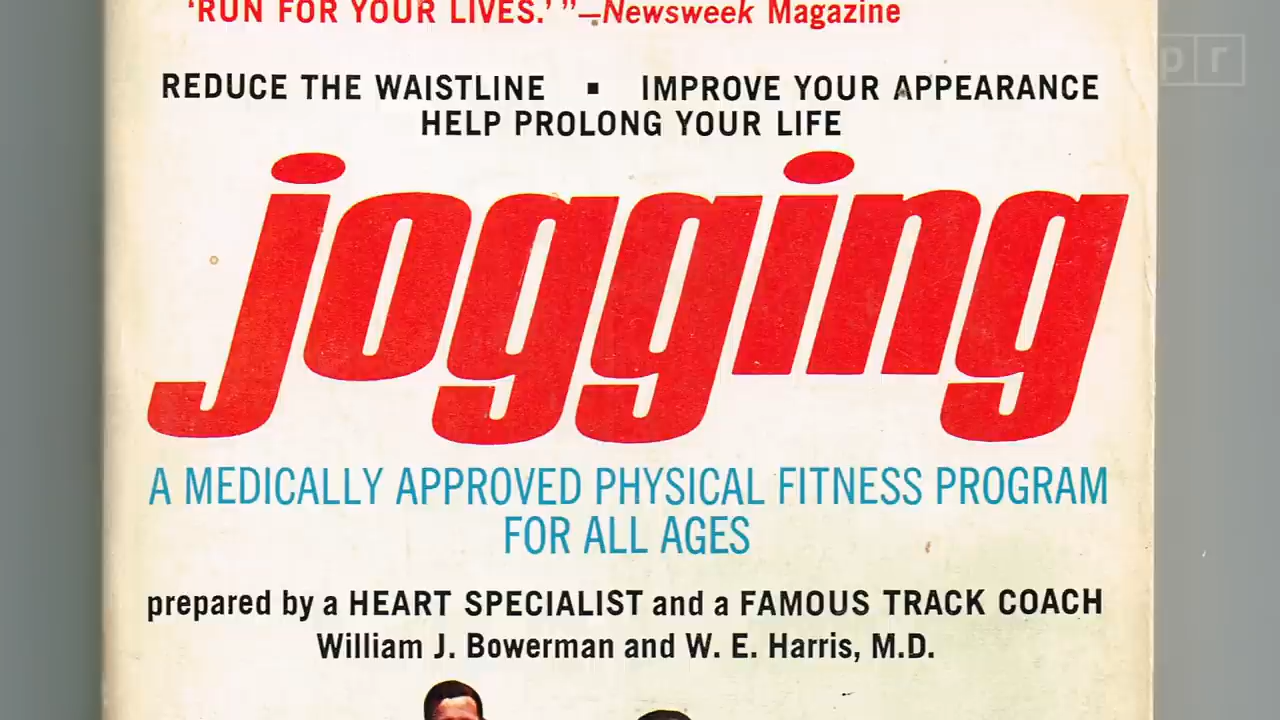 'RUN FOR YOUR LIVES.' "—Newsweek Magazine
REDUCE THE WAISTLINE ▪ IMPROVE YOUR APPEARANCE
HELP PROLONG YOUR LIFE
jogging
A MEDICALLY APPROVED PHYSICAL FITNESS PROGRAM
FOR ALL AGES
prepared by a HEART SPECIALIST and a FAMOUS TRACK COACH
William J. Bowerman and W. E. Harris, M.D.
pr